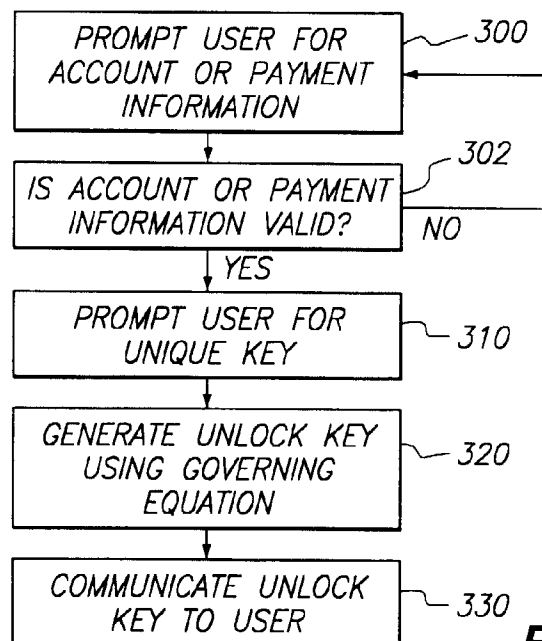 PROMPT USER FOR
ACCOUNT OR PAYMENT
INFORMATION
300
IS ACCOUNT OR PAYMENT
INFORMATION VALID?
302
NO
YES
PROMPT USER FOR
UNIQUE KEY
310
GENERATE UNLOCK KEY
USING GOVERNING
EQUATION
320
COMMUNICATE UNLOCK
KEY TO USER
330